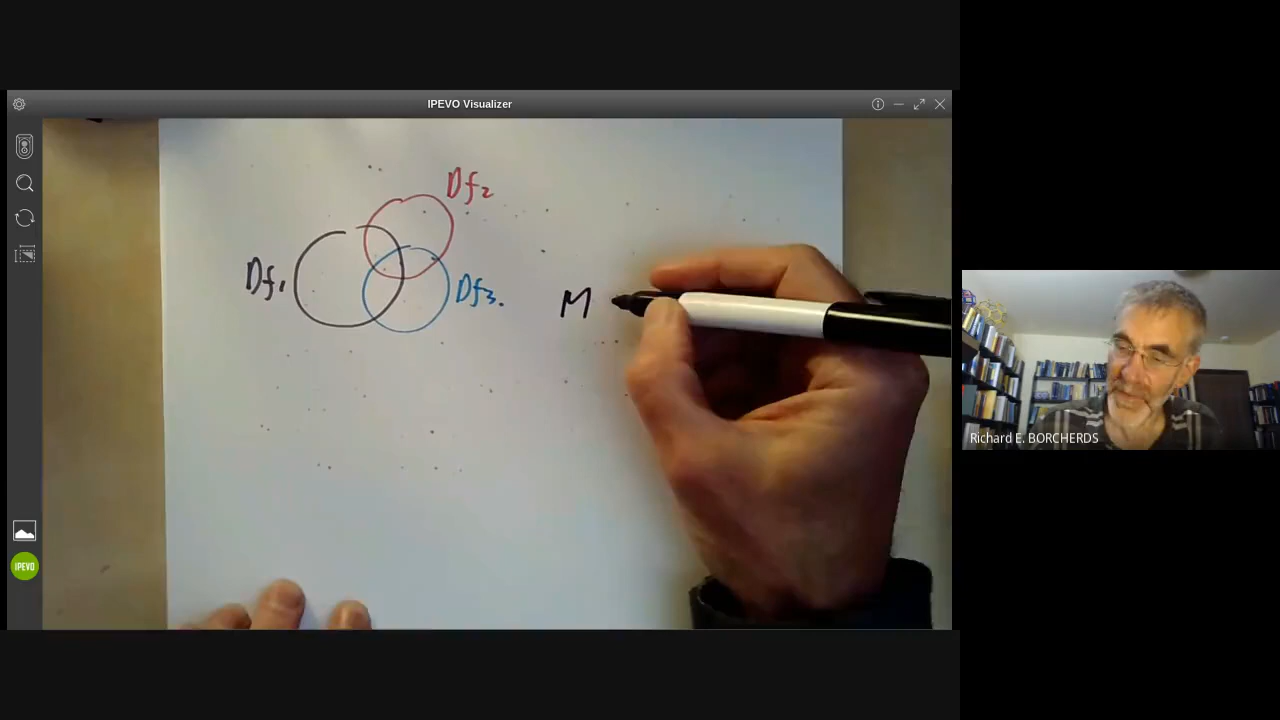 IPEVO Visualizer
Df₂
Df₁
Df₃.
M
IPEVO
Richard E. BORCHERDS